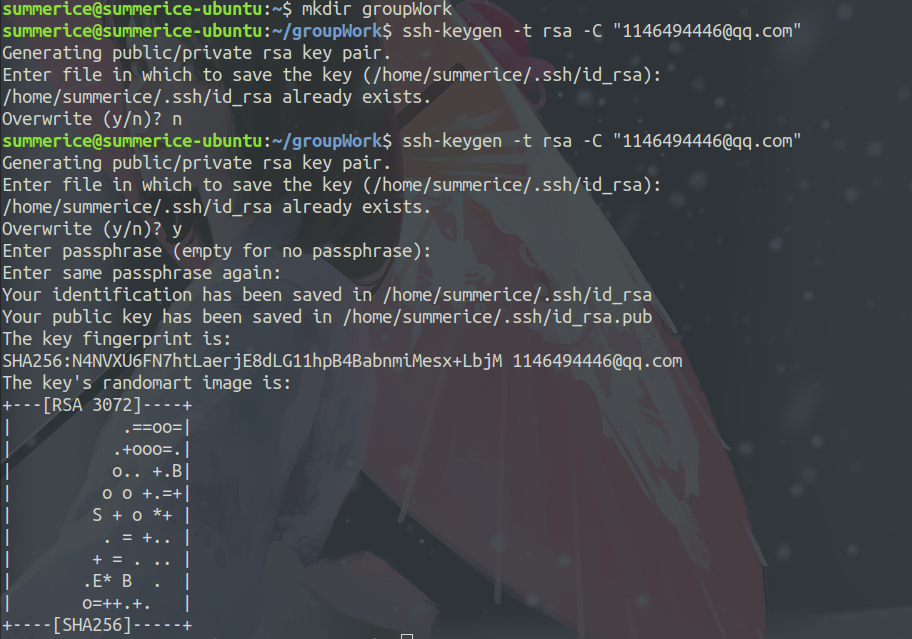 summerice@summerice-ubuntu:~$ mkdir groupWork
summerice@summerice-ubuntu:~/groupWork$ ssh-keygen -t rsa -C "1146494446@qq.com"
Generating public/private rsa key pair.
Enter file in which to save the key (/home/summerice/.ssh/id_rsa):
/home/summerice/.ssh/id_rsa already exists.
Overwrite (y/n)? n
summerice@summerice-ubuntu:~/groupWork$ ssh-keygen -t rsa -C "1146494446@qq.com"
Generating public/private rsa key pair.
Enter file in which to save the key (/home/summerice/.ssh/id_rsa):
/home/summerice/.ssh/id_rsa already exists.
Overwrite (y/n)? y
Enter passphrase (empty for no passphrase):
Enter same passphrase again:
Your identification has been saved in /home/summerice/.ssh/id_rsa
Your public key has been saved in /home/summerice/.ssh/id_rsa.pub
The key fingerprint is:
SHA256:N4NVXU6FN7htLaerjE8dLG11hpB4BabnmiMesx+LbjM 1146494446@qq.com
The key's randomart image is:
+---[RSA 3072]----+
|           .==oo=|
|          .+ooo=.|
|          o.. +.B|
|         o o +.=+|
|        S + o *+ |
|         . = +.. |
|        + = . .. |
|       .E* B  .  |
|       o=++.+.   |
+----[SHA256]-----+